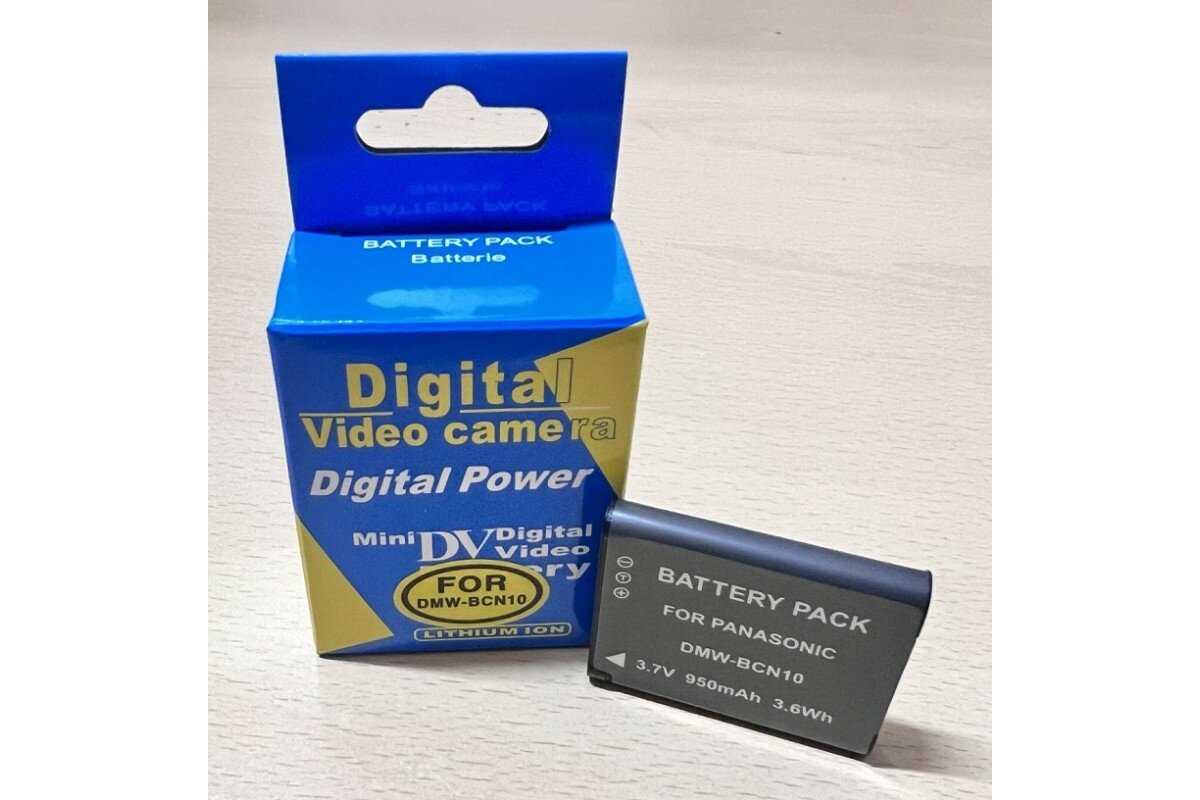 BATTERY PACK
Batterie
Digital
Video camera
Digital Power
Mini DV Digital
Video
ery
FOR
DMW-BCN10
LITHIUM ION
BATTERY PACK
FOR PANASONIC
DMW-BCN10
3.7V 950mAh 3.6Wh